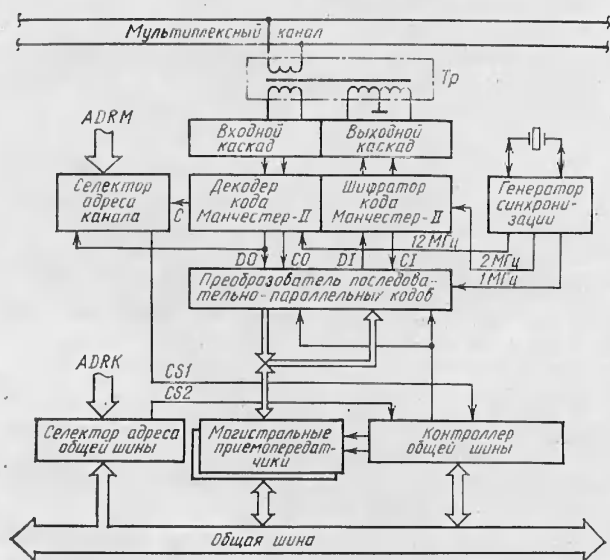 Мультиплексный канал
Тр
ADRM
Входной
каскад
Выходной
каскад
Селектор
адреса
канала
C
Декодер
кода
Манчестер-II
Шифратор
кода
Манчестер-II
Генератор
синхрони-
зации
12 МГц
2 МГц
1 МГц
DO
CO
DI
CI
Преобразователь последова-
тельно-параллельных кодов
ADRK
CS1
CS2
Селектор адреса
общей шины
Магистральные
приемопередат-
чики
Контроллер
общей шины
Общая шина